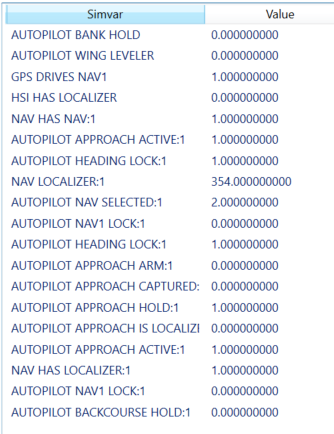 Simvar Value
AUTOPILOT BANK HOLD 0.000000000
AUTOPILOT WING LEVELER 0.000000000
GPS DRIVES NAV1 1.000000000
HSI HAS LOCALIZER 0.000000000
NAV HAS NAV:1 1.000000000
AUTOPILOT APPROACH ACTIVE:1 1.000000000
AUTOPILOT HEADING LOCK:1 1.000000000
NAV LOCALIZER:1 354.000000000
AUTOPILOT NAV SELECTED:1 2.000000000
AUTOPILOT NAV1 LOCK:1 0.000000000
AUTOPILOT HEADING LOCK:1 1.000000000
AUTOPILOT APPROACH ARM:1 0.000000000
AUTOPILOT APPROACH CAPTURED: 0.000000000
AUTOPILOT APPROACH HOLD:1 1.000000000
AUTOPILOT APPROACH IS LOCALIZI 0.000000000
AUTOPILOT APPROACH ACTIVE:1 1.000000000
NAV HAS LOCALIZER:1 1.000000000
AUTOPILOT NAV1 LOCK:1 0.000000000
AUTOPILOT BACKCOURSE HOLD:1 0.000000000